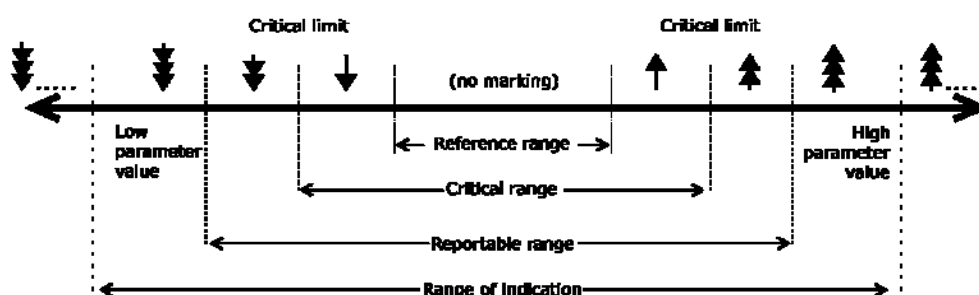 Critical limit
Critical limit
(no marking)
Low
parameter
value
High
parameter
value
Reference range
Critical range
Reportable range
Range of indication